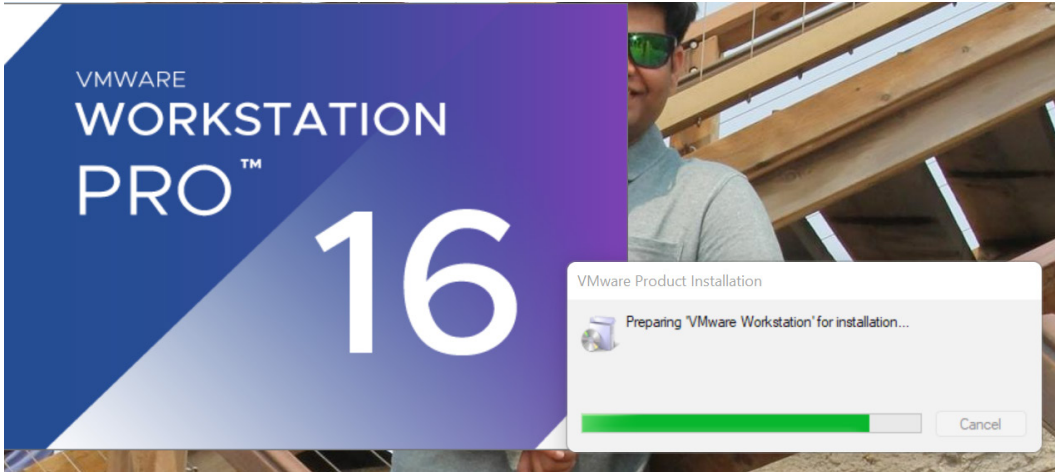 VMWARE
WORKSTATION
PRO™
16
VMware Product Installation
Preparing 'VMware Workstation' for installation...
Cancel